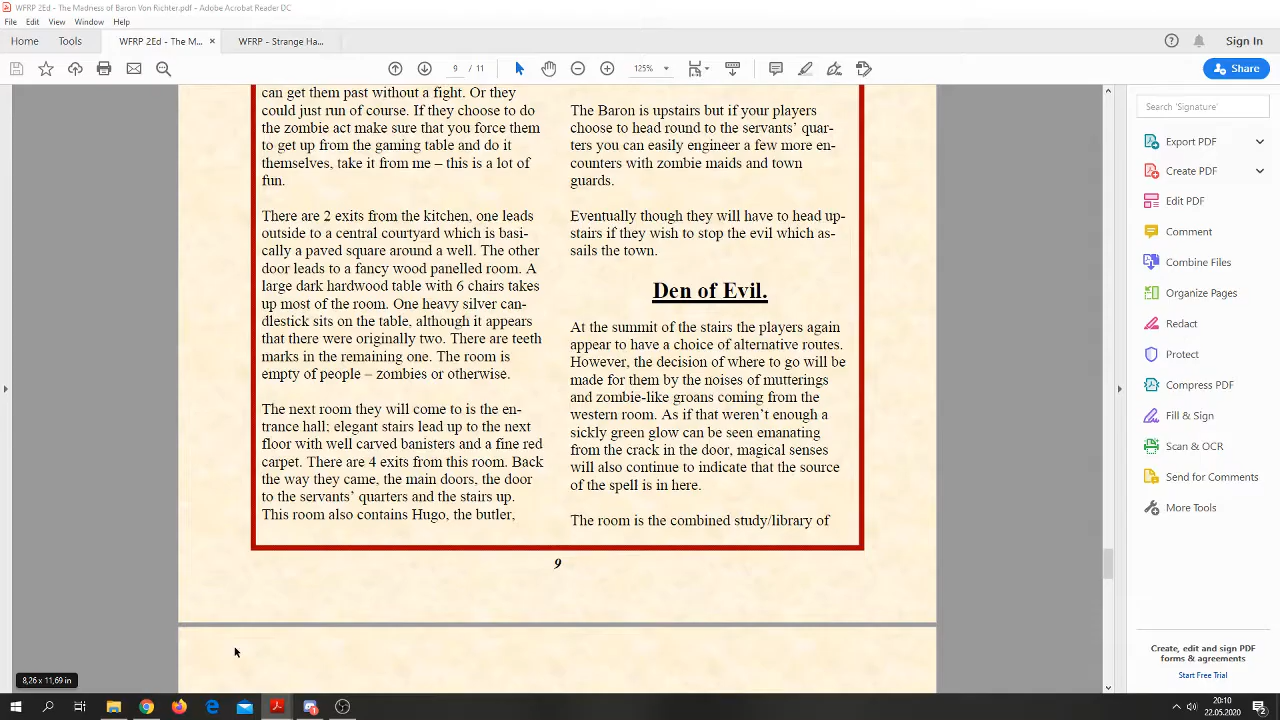 WFRP 2Ed - The Madness of Baron Von Richter.pdf - Adobe Acrobat Reader DC
File Edit View Window Help
Home Tools WFRP 2Ed - The M... × WFRP - Strange Ha... Sign In
9 / 11 125% Share
can get them past without a fight. Or they
could just run of course. If they choose to do
the zombie act make sure that you force them
to get up from the gaming table and do it
themselves, take it from me – this is a lot of
fun.
There are 2 exits from the kitchen, one leads
outside to a central courtyard which is basi-
cally a paved square around a well. The other
door leads to a fancy wood panelled room. A
large dark hardwood table with 6 chairs takes
up most of the room. One heavy silver can-
dlestick sits on the table, although it appears
that there were originally two. There are teeth
marks in the remaining one. The room is
empty of people – zombies or otherwise.
The next room they will come to is the en-
trance hall; elegant stairs lead up to the next
floor with well carved banisters and a fine red
carpet. There are 4 exits from this room. Back
the way they came, the main doors, the door
to the servants’ quarters and the stairs up.
This room also contains Hugo, the butler,
The Baron is upstairs but if your players
choose to head round to the servants’ quar-
ters you can easily engineer a few more en-
counters with zombie maids and town
guards.
Eventually though they will have to head up-
stairs if they wish to stop the evil which as-
sails the town.
Den of Evil.
At the summit of the stairs the players again
appear to have a choice of alternative routes.
However, the decision of where to go will be
made for them by the noises of mutterings
and zombie-like groans coming from the
western room. As if that weren’t enough a
sickly green glow can be seen emanating
from the crack in the door, magical senses
will also continue to indicate that the source
of the spell is in here.
The room is the combined study/library of
9
Search 'Signature'
Export PDF
Create PDF
Edit PDF
Comment
Combine Files
Organize Pages
Redact
Protect
Compress PDF
Fill & Sign
Scan & OCR
Send for Comments
More Tools
Create, edit and sign PDF
forms & agreements
Start Free Trial
8,26 x 11,69 in
20:10
22.05.2020
2